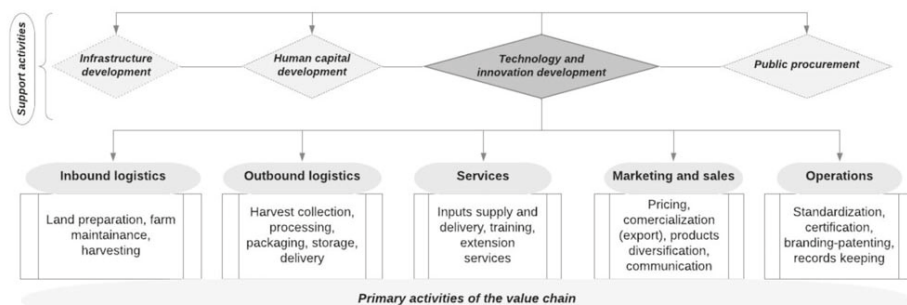 Support activities
Infrastructure
development
Human capital
development
Technology and
innovation development
Public procurement
Inbound logistics
Land preparation, farm
maintainance,
harvesting
Outbound logistics
Harvest collection,
processing,
packaging, storage,
delivery
Services
Inputs supply and
delivery, training,
extension
services
Marketing and sales
Pricing,
comercialization
(export), products
diversification,
communication
Operations
Standardization,
certification,
branding-patenting,
records keeping
Primary activities of the value chain